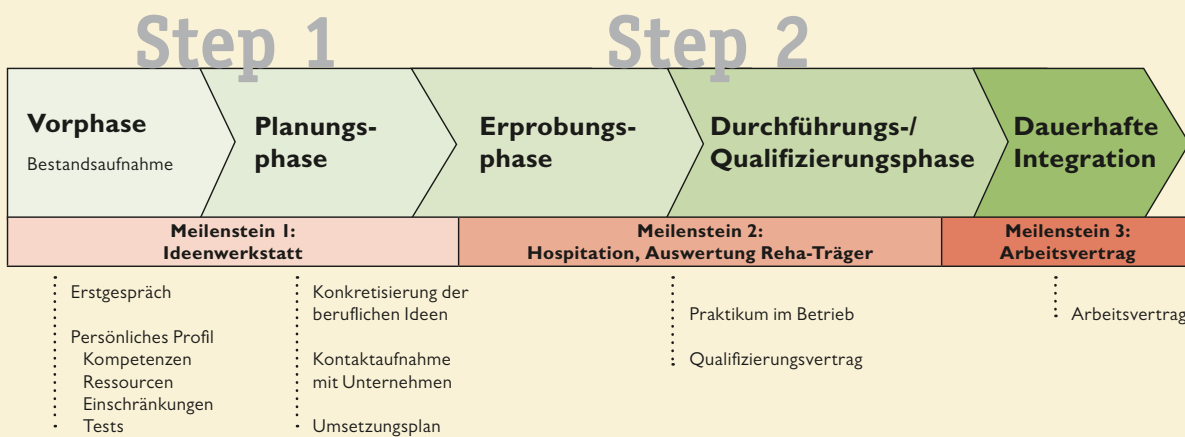 Step 1
Step 2
Vorphase
Bestandsaufnahme
Planungs-
phase
Erprobungs-
phase
Durchführungs-/
Qualifizierungsphase
Dauerhafte
Integration
Meilenstein 1:
Ideenwerkstatt
Meilenstein 2:
Hospitation, Auswertung Reha-Träger
Meilenstein 3:
Arbeitsvertrag
Erstgespräch
Persönliches Profil
Kompetenzen
Ressourcen
Einschränkungen
Tests
Konkretisierung der
beruflichen Ideen
Kontaktaufnahme
mit Unternehmen
Umsetzungsplan
Praktikum im Betrieb
Qualifizierungsvertrag
Arbeitsvertrag